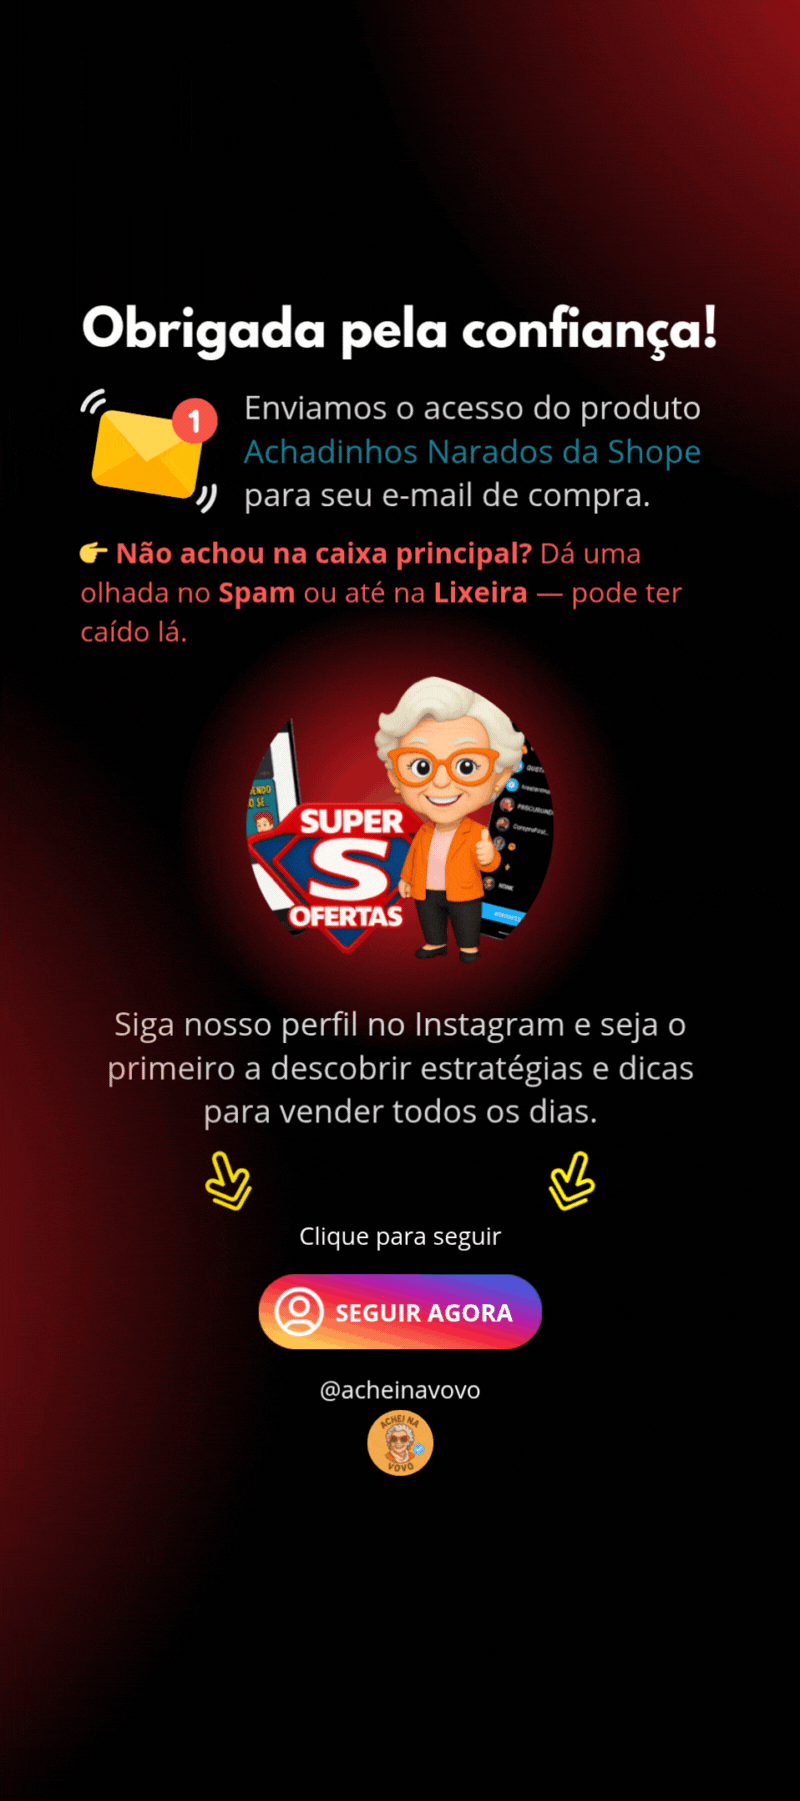 Obrigada pela confiança!
1
Enviamos o acesso do produto
Achadinhos Narados da Shope
para seu e-mail de compra.
👉 Não achou na caixa principal? Dá uma
olhada no Spam ou até na Lixeira — pode ter
caído lá.
SUPER
S
OFERTAS
Siga nosso perfil no Instagram e seja o
primeiro a descobrir estratégias e dicas
para vender todos os dias.
Clique para seguir
SEGUIR AGORA
@acheinavovo
ACHEI NA
VOVO